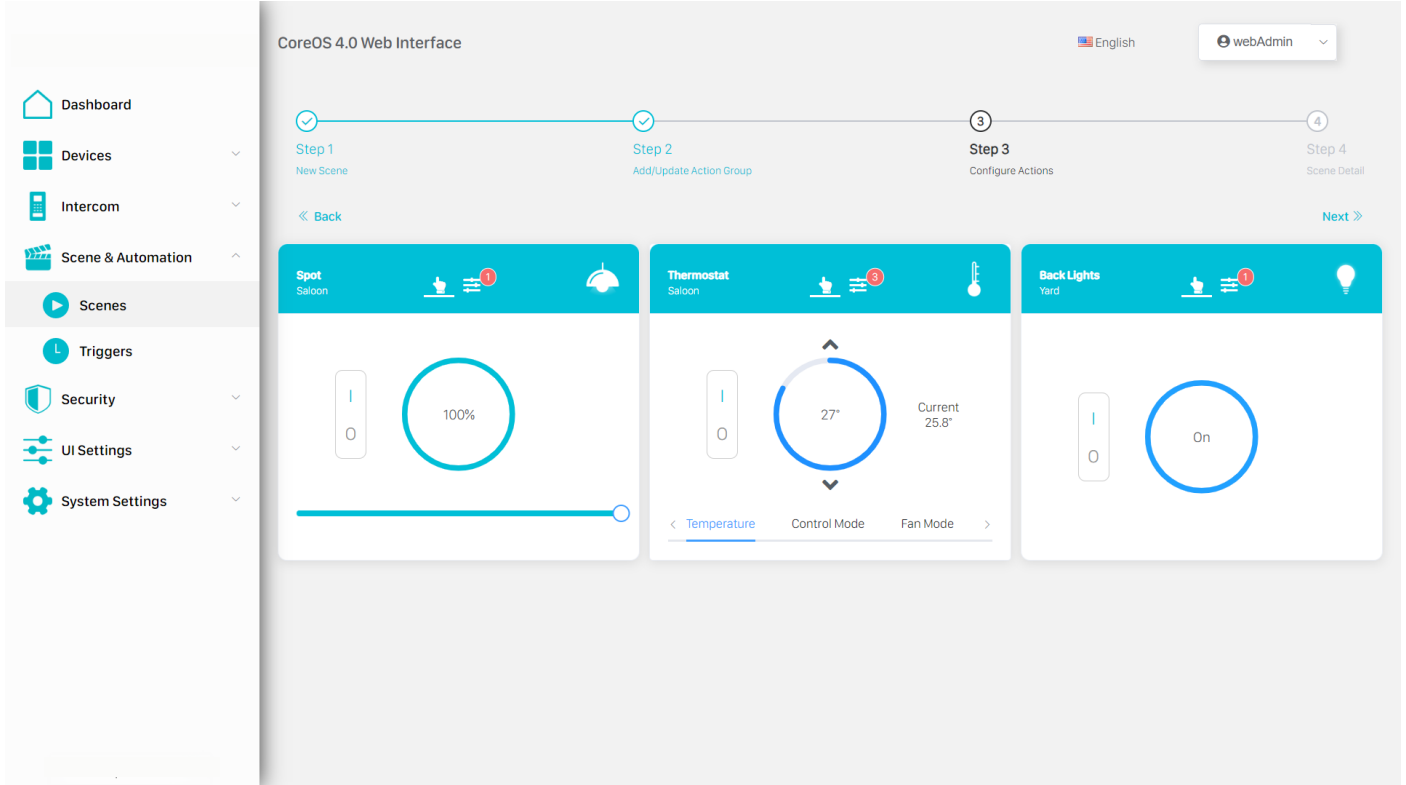 CoreOS 4.0 Web Interface
English
webAdmin
Dashboard
Devices
Intercom
Scene & Automation
Scenes
Triggers
Security
UI Settings
System Settings
3
4
Step 1
Step 2
Step 3
Step 4
New Scene
Add/Update Action Group
Configure Actions
Scene Detail
Back
Next
Spot
Saloon
1
I
O
100%
Thermostat
Saloon
3
I
O
27°
Current
25.8°
Temperature
Control Mode
Fan Mode
Back Lights
Yard
1
I
O
On